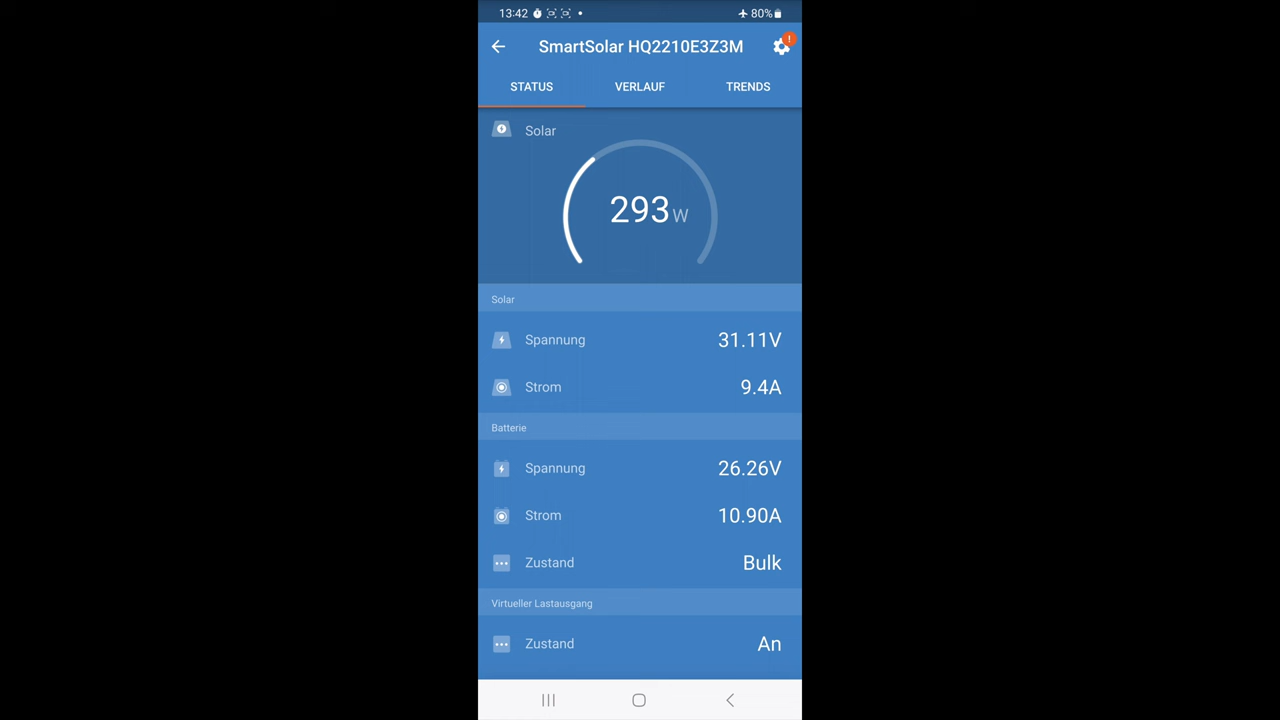 13:42 80%
SmartSolar HQ2210E3Z3M !
STATUS VERLAUF TRENDS
Solar
293W
Solar
Spannung 31.11V
Strom 9.4A
Batterie
Spannung 26.26V
Strom 10.90A
Zustand Bulk
Virtueller Lastausgang
Zustand An